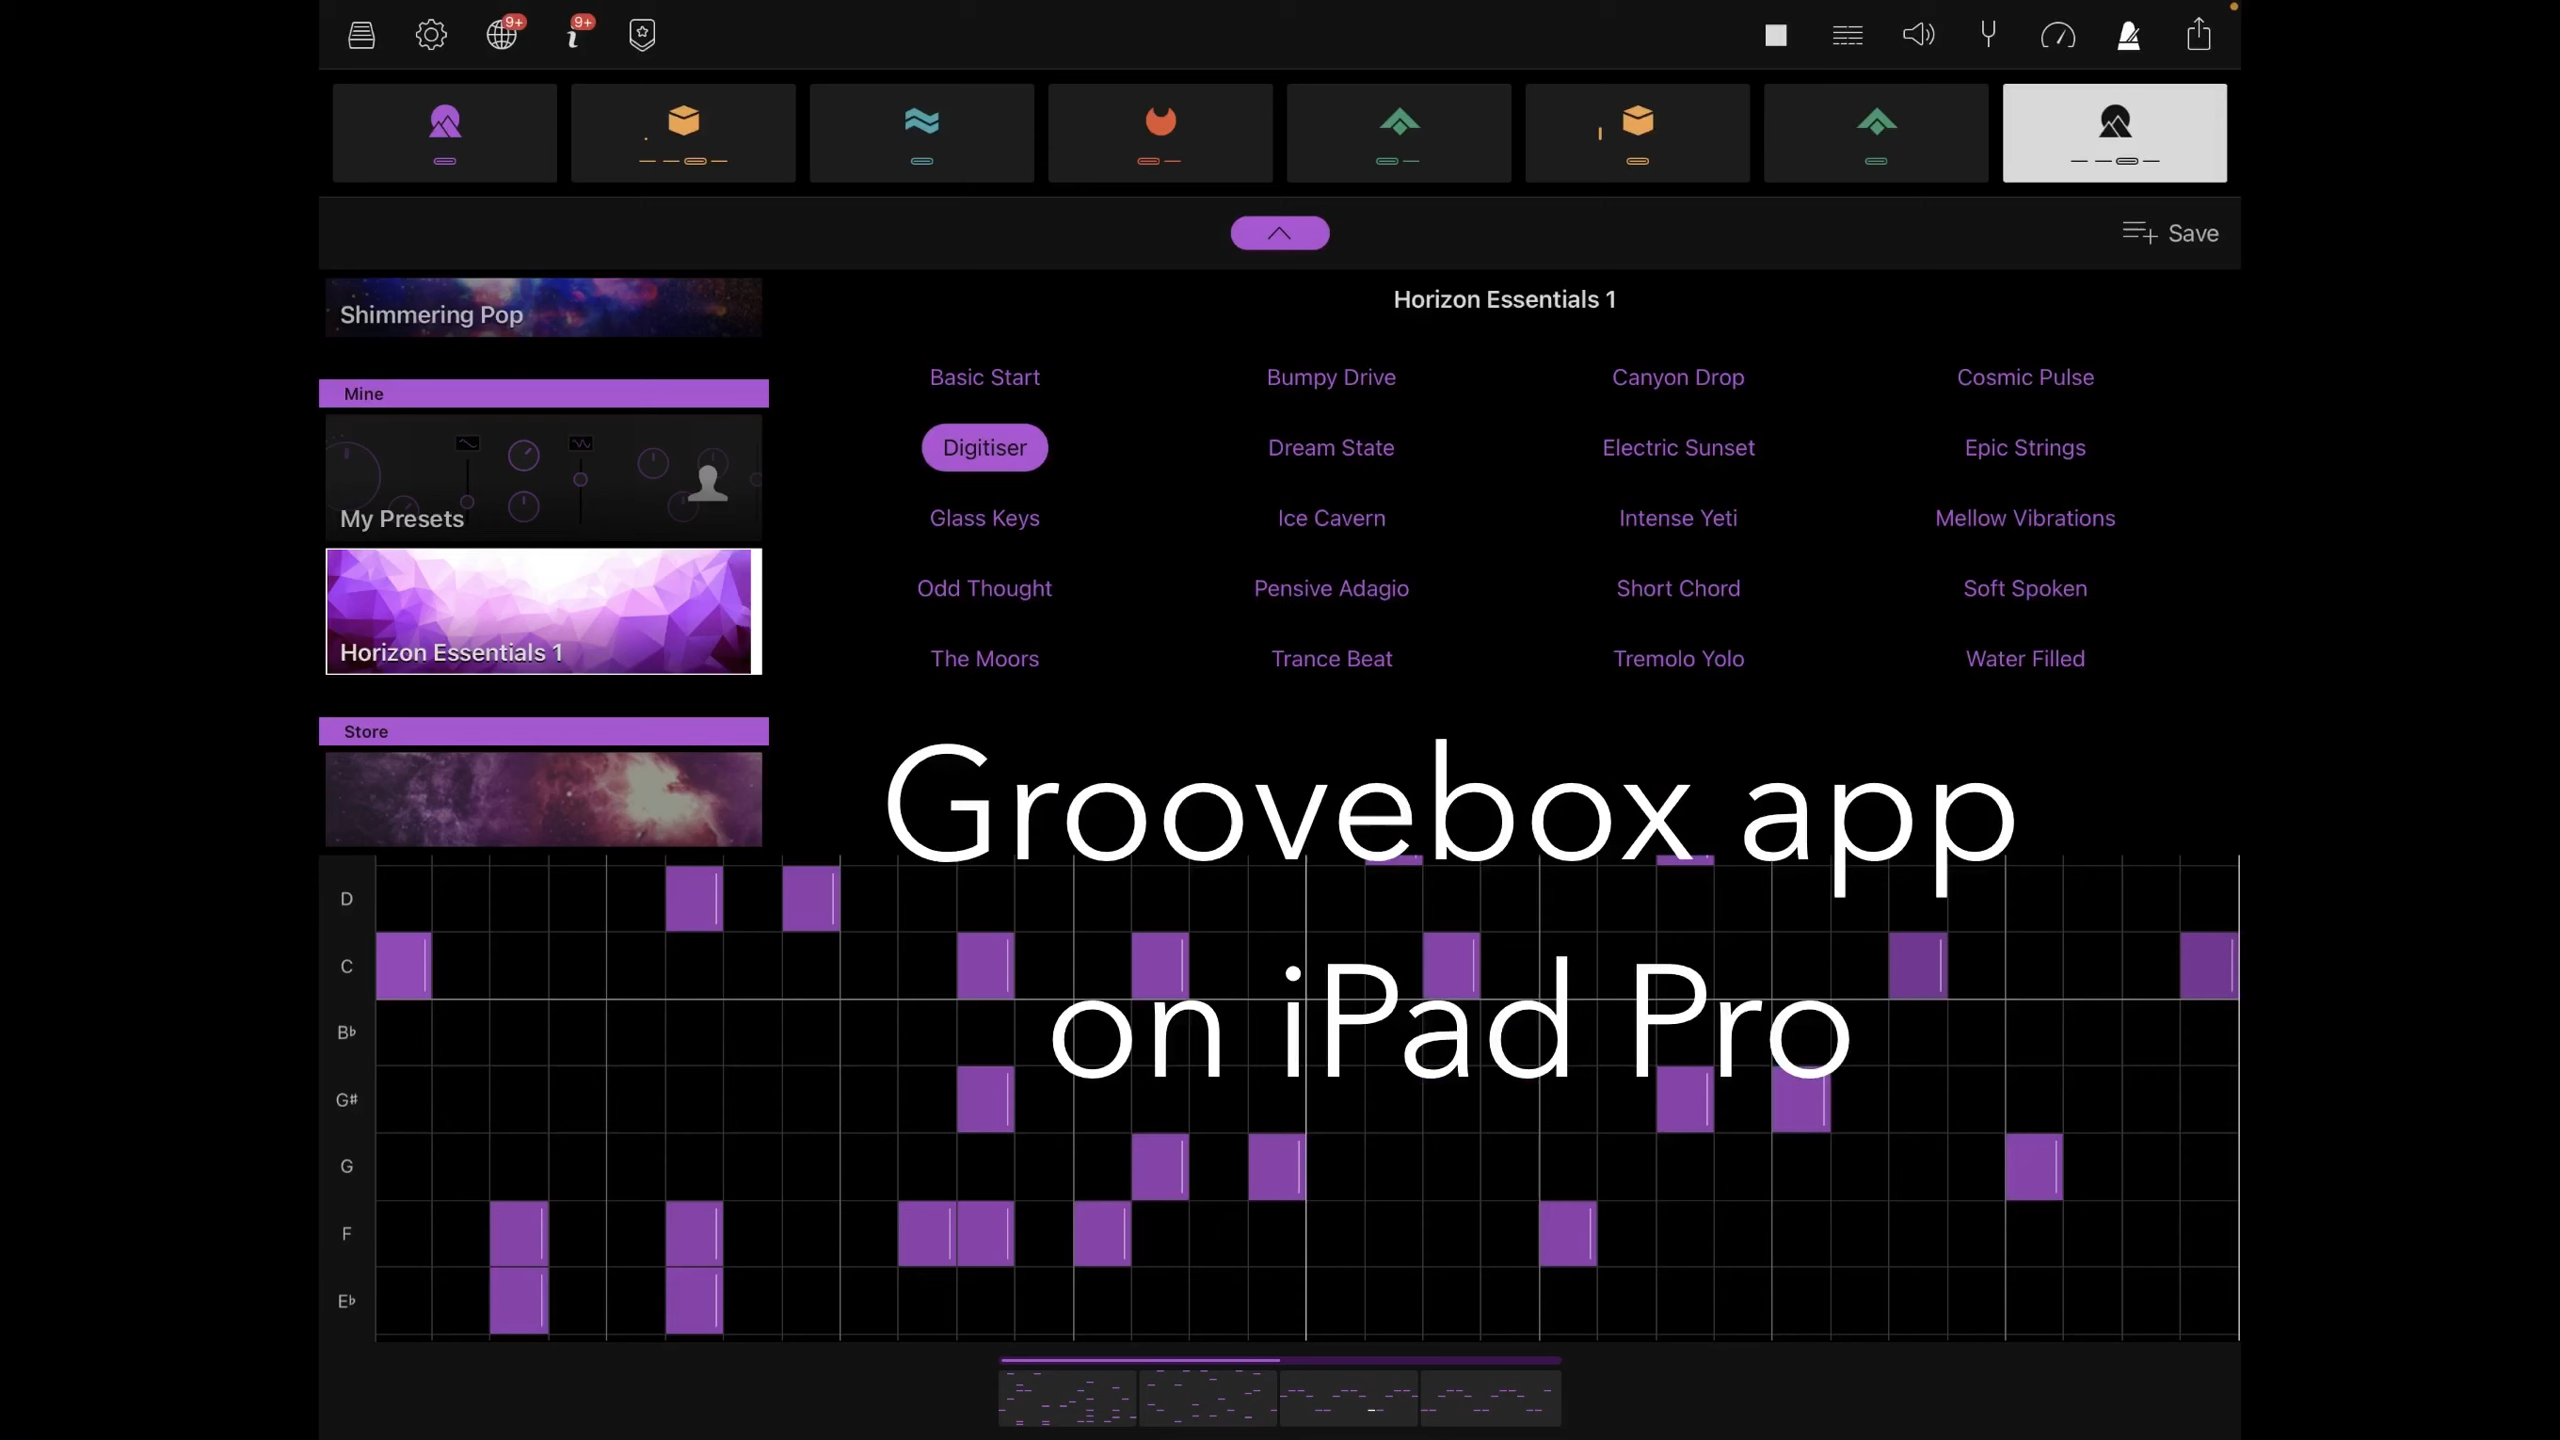 9+
9+
Save
Shimmering Pop
Mine
My Presets
Horizon Essentials 1
Store
Horizon Essentials 1
Basic Start
Bumpy Drive
Canyon Drop
Cosmic Pulse
Digitiser
Dream State
Electric Sunset
Epic Strings
Glass Keys
Ice Cavern
Intense Yeti
Mellow Vibrations
Odd Thought
Pensive Adagio
Short Chord
Soft Spoken
The Moors
Trance Beat
Tremolo Yolo
Water Filled
Groovebox app
on iPad Pro
D
C
B♭
G#
G
F
E♭